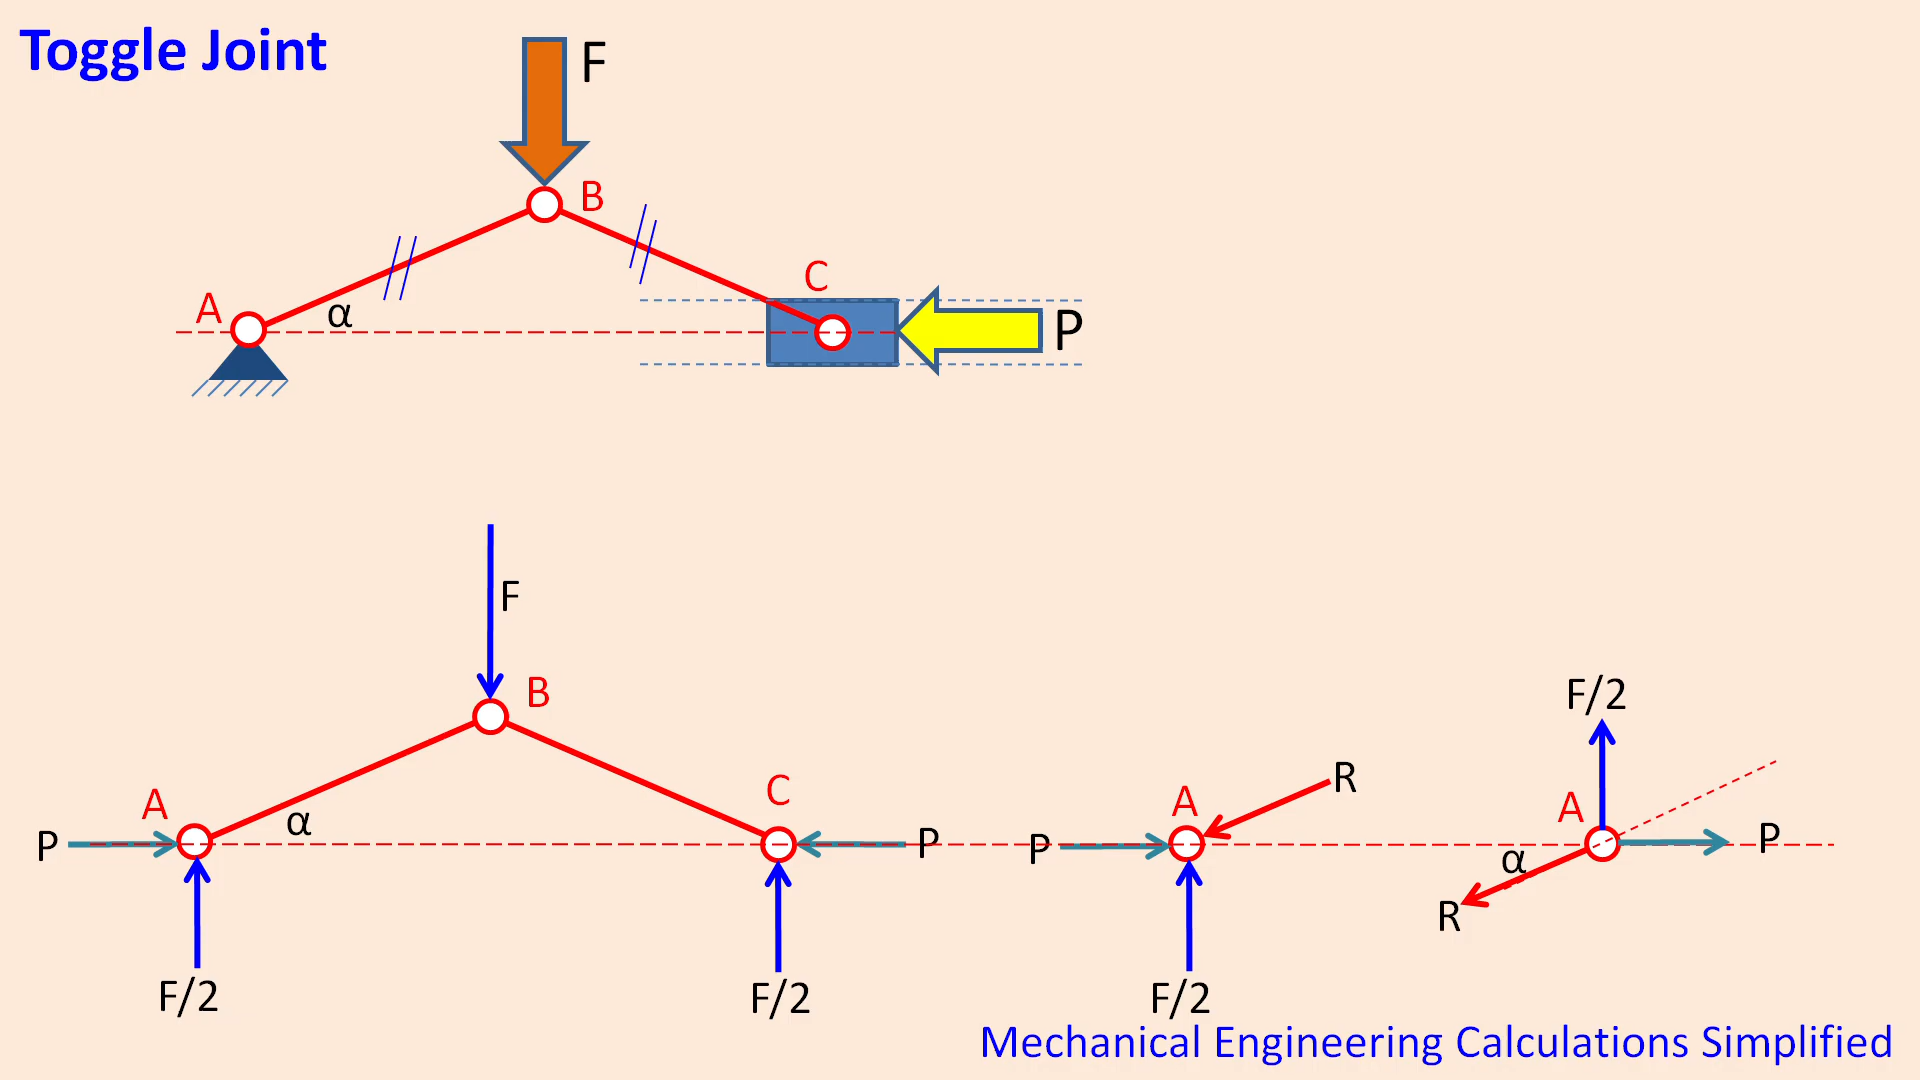 Toggle Joint
F
B
C
A
α
P
F
B
A
α
C
P
P
F/2
F/2
A
R
P
F/2
F/2
A
P
α
R
Mechanical Engineering Calculations Simplified